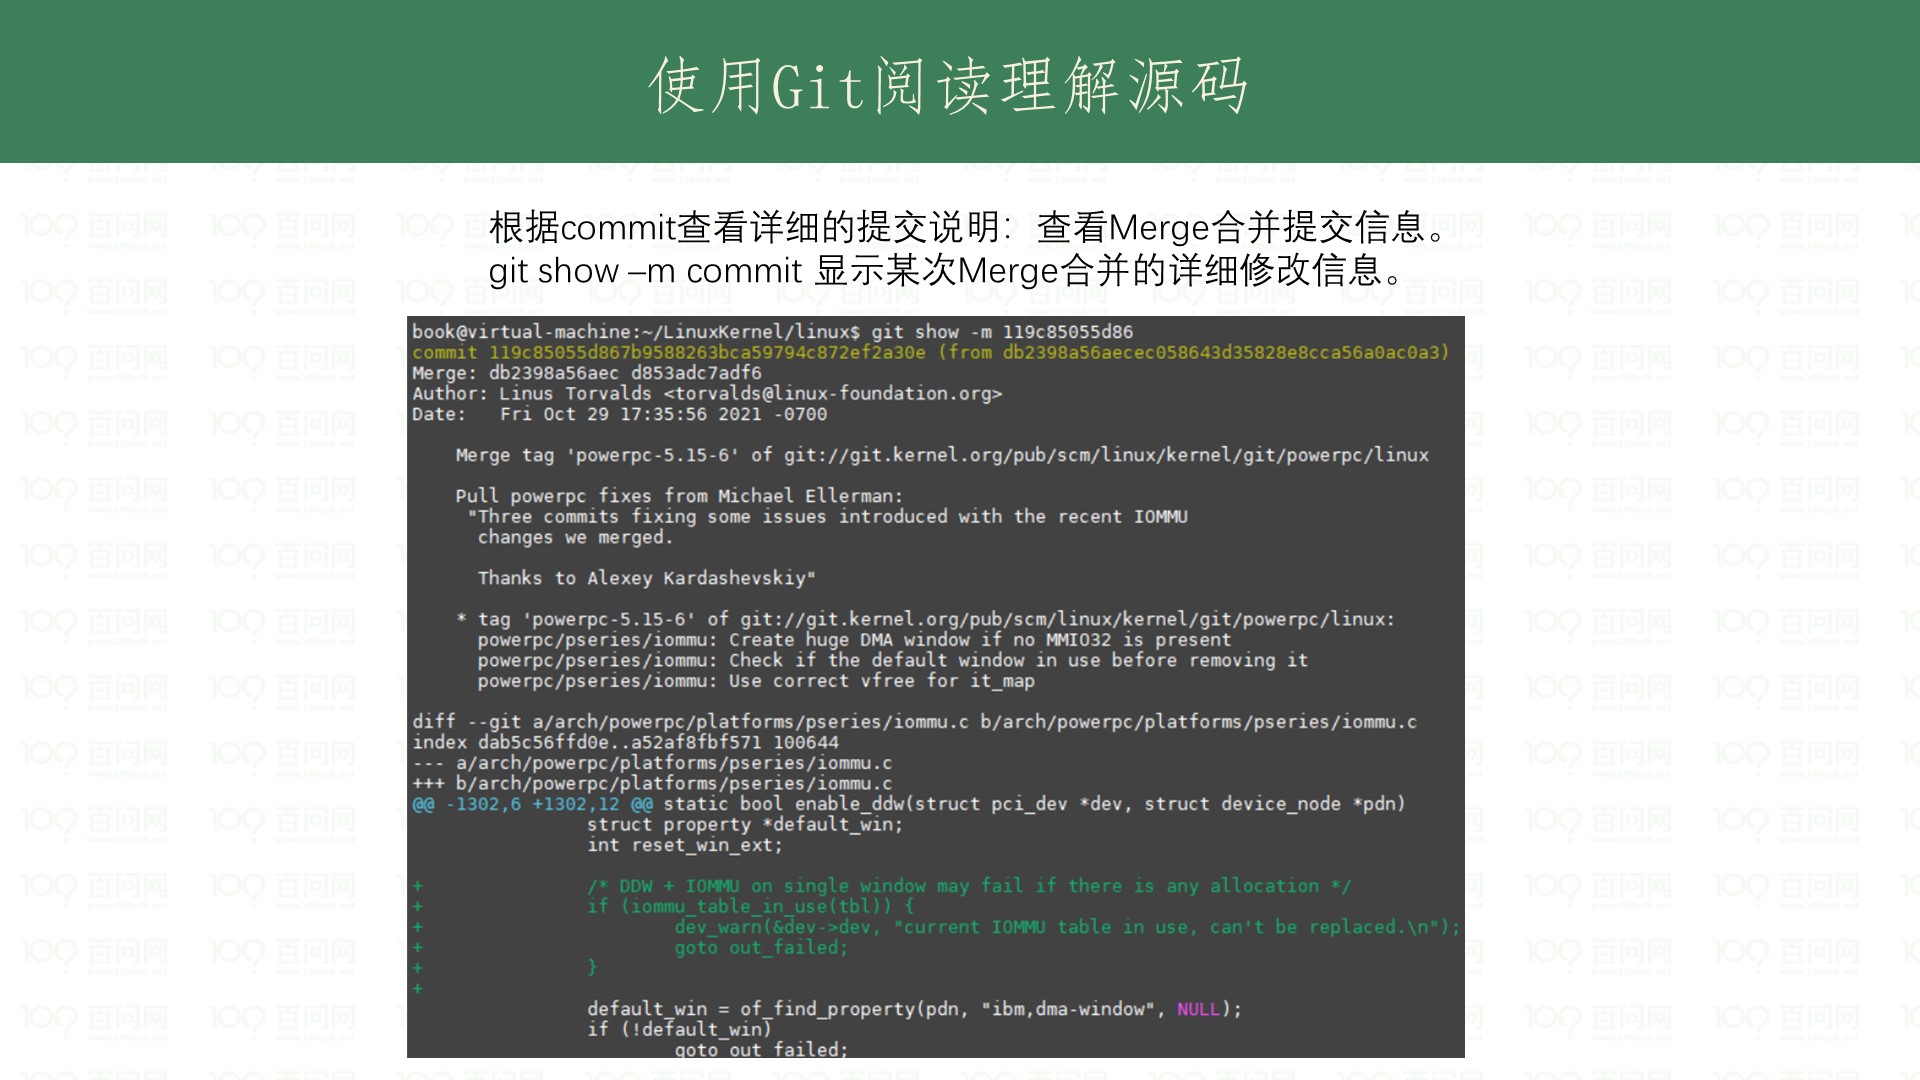 使用Git阅读理解源码
根据commit查看详细的提交说明：查看Merge合并提交信息。
git show –m commit 显示某次Merge合并的详细修改信息。
book@virtual-machine:~/LinuxKernel/linux$ git show -m 119c85055d86
commit 119c85055d867b9588263bca59794c872ef2a30e (from db2398a56aecec058643d35828e8cca56a0ac0a3)
Merge: db2398a56aec d853adc7adf6
Author: Linus Torvalds <torvalds@linux-foundation.org>
Date:   Fri Oct 29 17:35:56 2021 -0700
Merge tag 'powerpc-5.15-6' of git://git.kernel.org/pub/scm/linux/kernel/git/powerpc/linux
Pull powerpc fixes from Michael Ellerman:
"Three commits fixing some issues introduced with the recent IOMMU
changes we merged.
Thanks to Alexey Kardashevskiy"
* tag 'powerpc-5.15-6' of git://git.kernel.org/pub/scm/linux/kernel/git/powerpc/linux:
powerpc/pseries/iommu: Create huge DMA window if no MMIO32 is present
powerpc/pseries/iommu: Check if the default window in use before removing it
powerpc/pseries/iommu: Use correct vfree for it_map
diff --git a/arch/powerpc/platforms/pseries/iommu.c b/arch/powerpc/platforms/pseries/iommu.c
index dab5c56ffd0e..a52af8fbf571 100644
--- a/arch/powerpc/platforms/pseries/iommu.c
+++ b/arch/powerpc/platforms/pseries/iommu.c
@@ -1302,6 +1302,12 @@ static bool enable_ddw(struct pci_dev *dev, struct device_node *pdn)
struct property *default_win;
int reset_win_ext;
+ /* DDW + IOMMU on single window may fail if there is any allocation */
+ if (iommu_table_in_use(tbl)) {
+ dev_warn(&dev->dev, "current IOMMU table in use, can't be replaced.\n");
+ goto out_failed;
+ }
+
default_win = of_find_property(pdn, "ibm,dma-window", NULL);
if (!default_win)
goto out_failed;